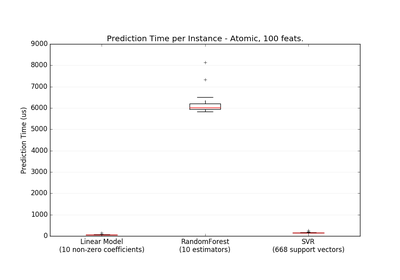 Prediction Time per Instance - Atomic, 100 feats.
9000
8000
7000
6000
5000
4000
3000
2000
1000
0
Prediction Time (us)
Linear Model
(10 non-zero coefficients)
RandomForest
(10 estimators)
SVR
(668 support vectors)